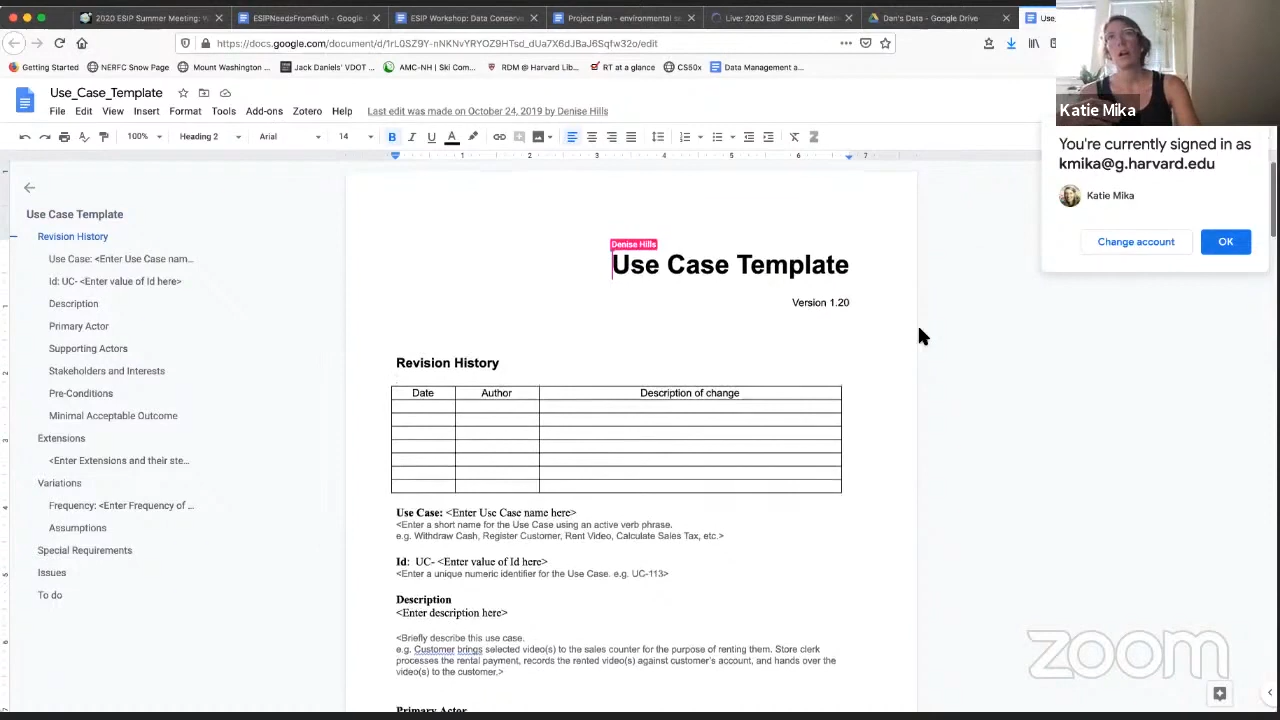 2020 ESIP Summer Meeting: W
ESIPNeedsFromRuth - Google
ESIP Workshop: Data Conserva
Project plan - environmental s
Live: 2020 ESIP Summer Meeti
Dan's Data - Google Drive
Use_
https://docs.google.com/document/d/1rL0SZ9Y-nNKNvYRYOZ9HTsd_dUa7X6dJBaJ6Sqfw32o/edit
Getting Started
NERFC Snow Page
Mount Washington ...
Jack Daniels' VDOT ...
AMC-NH | Ski Com...
RDM @ Harvard Lib...
RT at a glance
CS50x
Data Management a...
Katie Mika
Use_Case_Template
File Edit View Insert Format Tools Add-ons Zotero Help Last edit was made on October 24, 2019 by Denise Hills
100% Heading 2 Arial 14 B I U A Z
1 2 3 4 5 6 7
You're currently signed in as
kmika@g.harvard.edu
Katie Mika
Change account
OK
Use Case Template
Revision History
Use Case: <Enter Use Case nam...
Id: UC- <Enter value of Id here>
Description
Primary Actor
Supporting Actors
Stakeholders and Interests
Pre-Conditions
Minimal Acceptable Outcome
Extensions
<Enter Extensions and their ste...
Variations
Frequency: <Enter Frequency of ...
Assumptions
Special Requirements
Issues
To do
Denise Hills
Use Case Template
Version 1.20
Revision History
Date Author Description of change
Use Case: <Enter Use Case name here>
<Enter a short name for the Use Case using an active verb phrase.
e.g. Withdraw Cash, Register Customer, Rent Video, Calculate Sales Tax, etc.>
Id: UC- <Enter value of Id here>
<Enter a unique numeric identifier for the Use Case. e.g. UC-113>
Description
<Enter description here>
<Briefly describe this use case.
e.g. Customer brings selected video(s) to the sales counter for the purpose of renting them. Store clerk
processes the rental payment, records the rented video(s) against customer's account, and hands over the
video(s) to the customer.>
Primary Actor
zoom